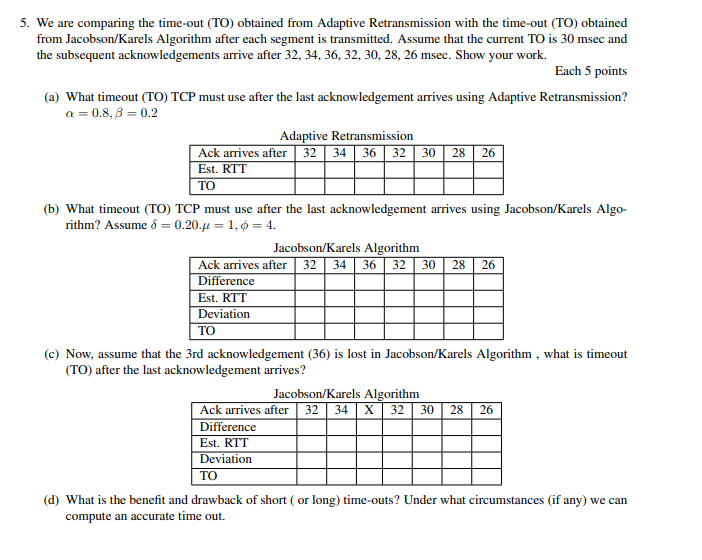 5. We are comparing the time-out (TO) obtained from Adaptive Retransmission with the time-out (TO) obtained
from Jacobson/Karels Algorithm after each segment is transmitted. Assume that the current TO is 30 msec and
the subsequent acknowledgements arrive after 32, 34, 36, 32, 30, 28, 26 msec. Show your work.
Each 5 points
(a) What timeout (TO) TCP must use after the last acknowledgement arrives using Adaptive Retransmission?
α = 0.8, β = 0.2
Adaptive Retransmission
Ack arrives after 32 34 36 32 30 28 26
Est. RTT
TO
(b) What timeout (TO) TCP must use after the last acknowledgement arrives using Jacobson/Karels Algo-
rithm? Assume δ = 0.20.μ = 1, ϕ = 4.
Jacobson/Karels Algorithm
Ack arrives after 32 34 36 32 30 28 26
Difference
Est. RTT
Deviation
TO
(c) Now, assume that the 3rd acknowledgement (36) is lost in Jacobson/Karels Algorithm , what is timeout
(TO) after the last acknowledgement arrives?
Jacobson/Karels Algorithm
Ack arrives after 32 34 X 32 30 28 26
Difference
Est. RTT
Deviation
TO
(d) What is the benefit and drawback of short ( or long) time-outs? Under what circumstances (if any) we can
compute an accurate time out.